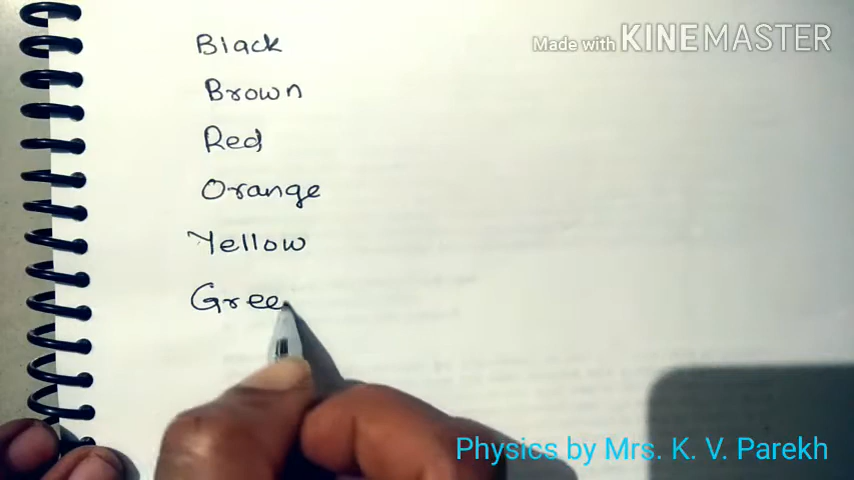 Made with KINEMASTER
Black
Brown
Red
Orange
Yellow
Gree
Physics by Mrs. K. V. Parekh